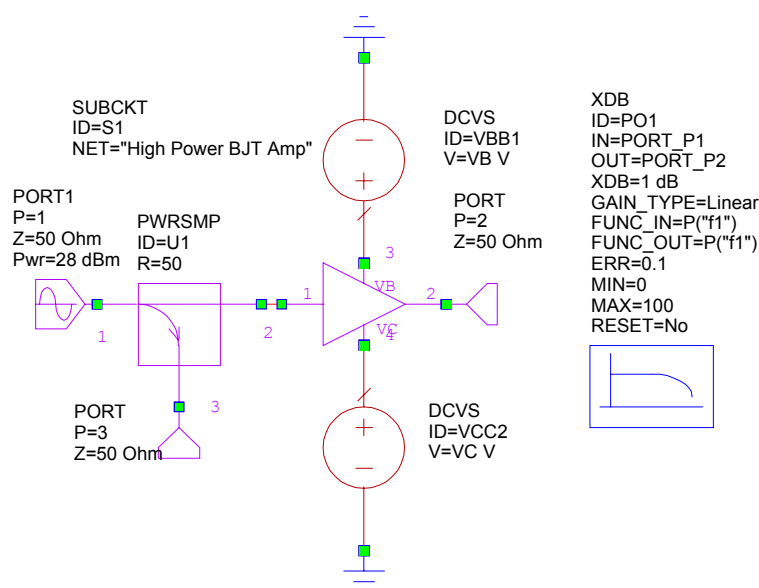 SUBCKT
ID=S1
NET="High Power BJT Amp"
DCVS
ID=VBB1
V=VB V
XDB
ID=PO1
IN=PORT_P1
OUT=PORT_P2
XDB=1 dB
GAIN_TYPE=Linear
FUNC_IN=P("f1")
FUNC_OUT=P("f1")
ERR=0.1
MIN=0
MAX=100
RESET=No
PORT1
P=1
Z=50 Ohm
Pwr=28 dBm
PWRSMP
ID=U1
R=50
PORT
P=2
Z=50 Ohm
3
VB
1
2
1
2
VC
4
3
PORT
P=3
Z=50 Ohm
DCVS
ID=VCC2
V=VC V